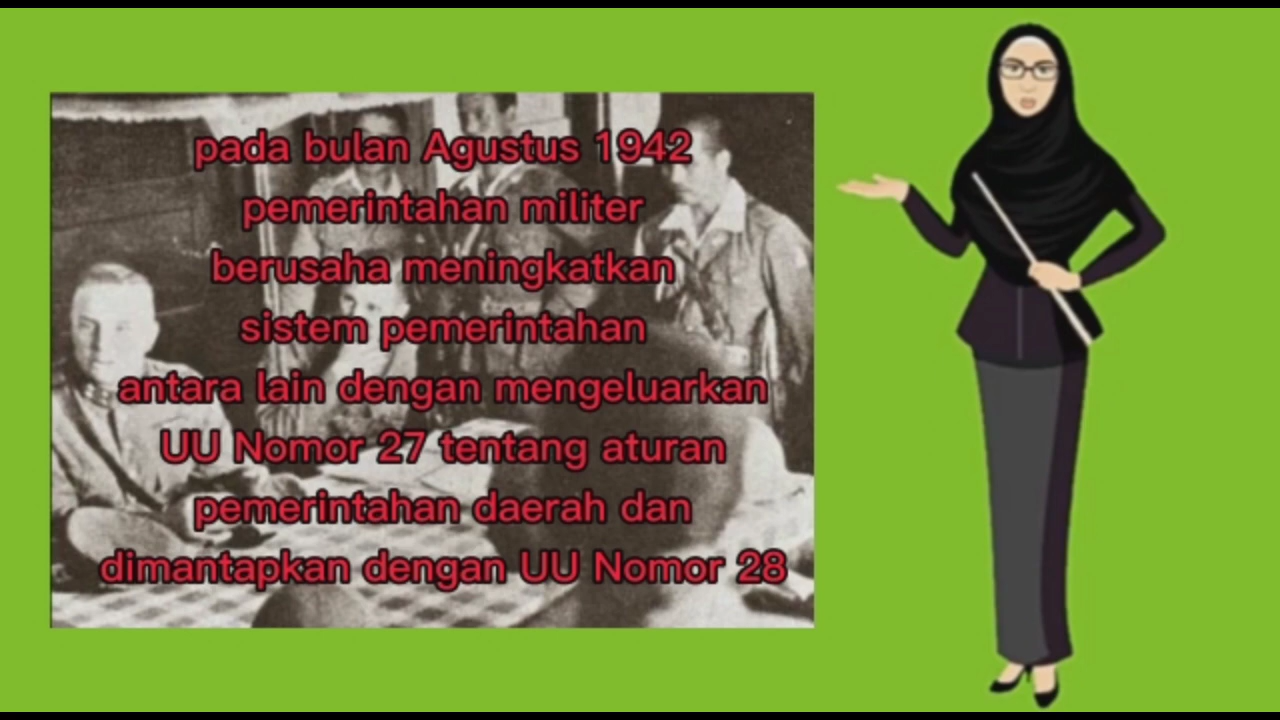 pada bulan Agustus 1942
pemerintahan militer
berusaha meningkatkan
sistem pemerintahan
antara lain dengan mengeluarkan
UU Nomor 27 tentang aturan
pemerintahan daerah dan
dimantapkan dengan UU Nomor 28